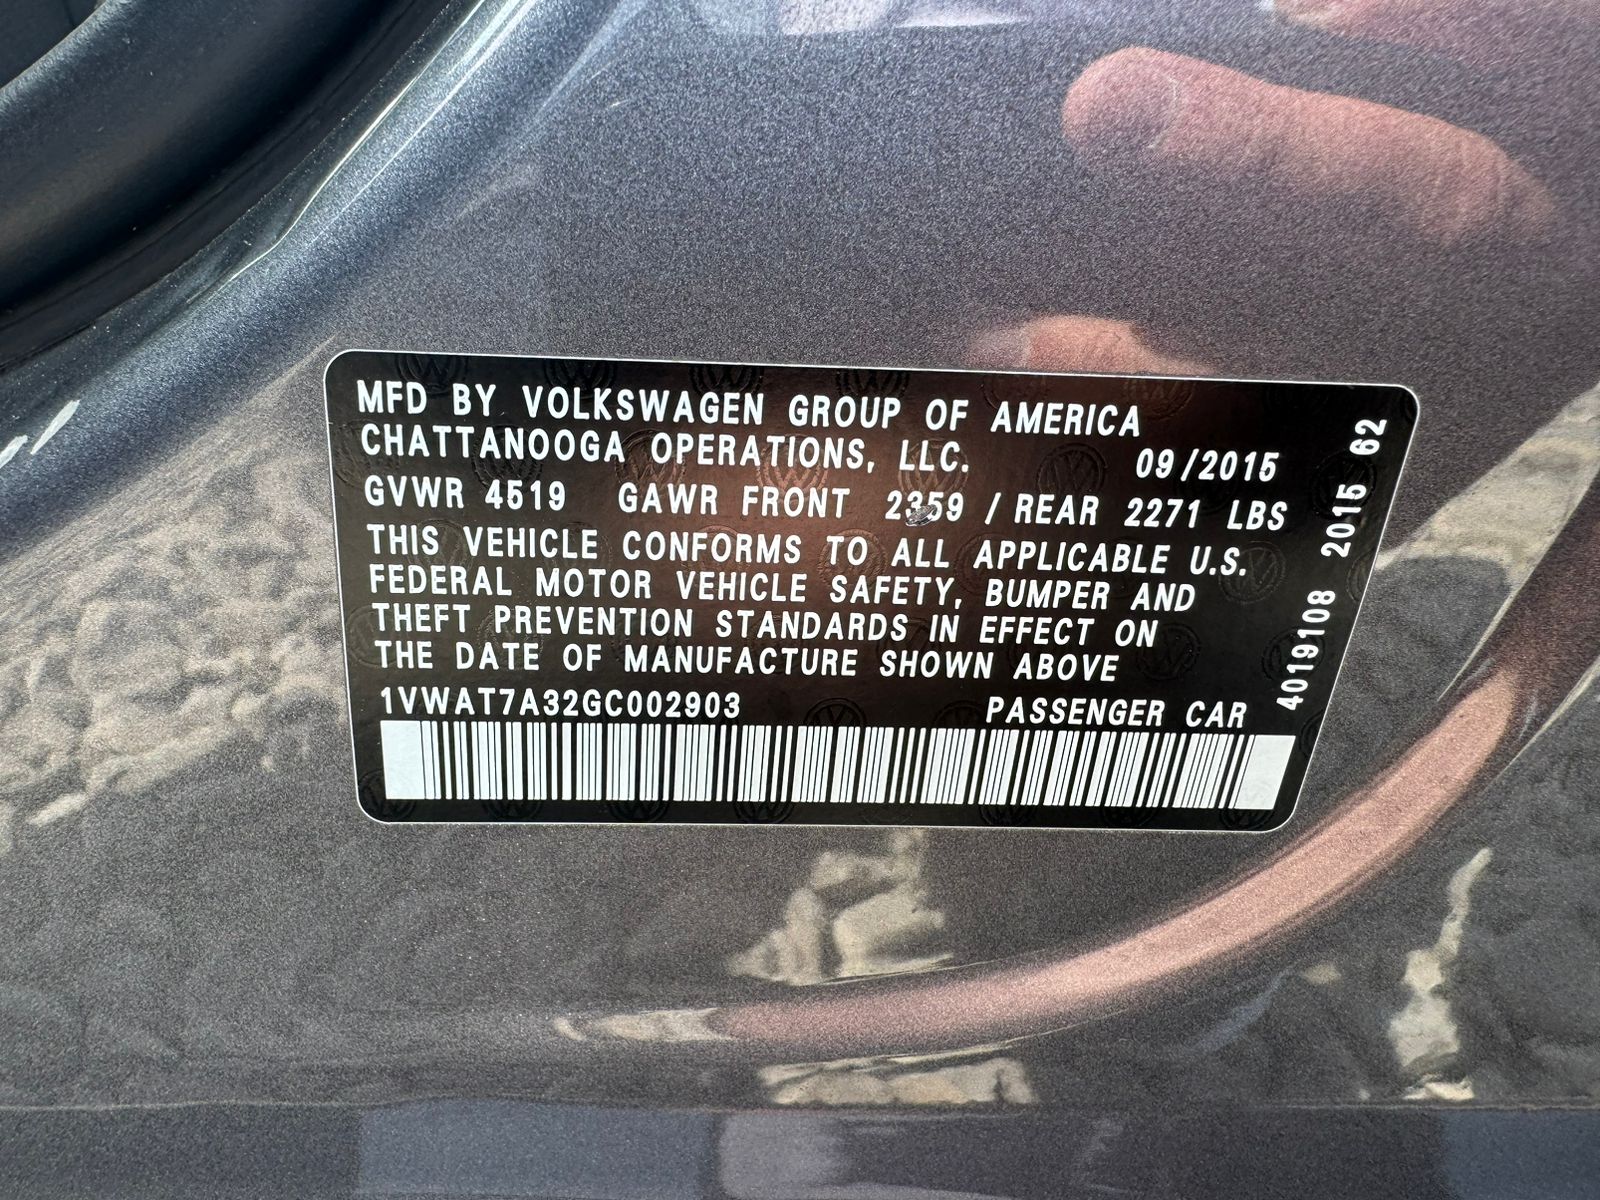 MFD BY VOLKSWAGEN GROUP OF AMERICA
CHATTANOOGA OPERATIONS, LLC. 09/2015
GVWR 4519 GAWR FRONT 2359 / REAR 2271 LBS
THIS VEHICLE CONFORMS TO ALL APPLICABLE U.S.
FEDERAL MOTOR VEHICLE SAFETY, BUMPER AND
THEFT PREVENTION STANDARDS IN EFFECT ON
THE DATE OF MANUFACTURE SHOWN ABOVE
1VWAT7A32GC002903 PASSENGER CAR
4019108 2015 62